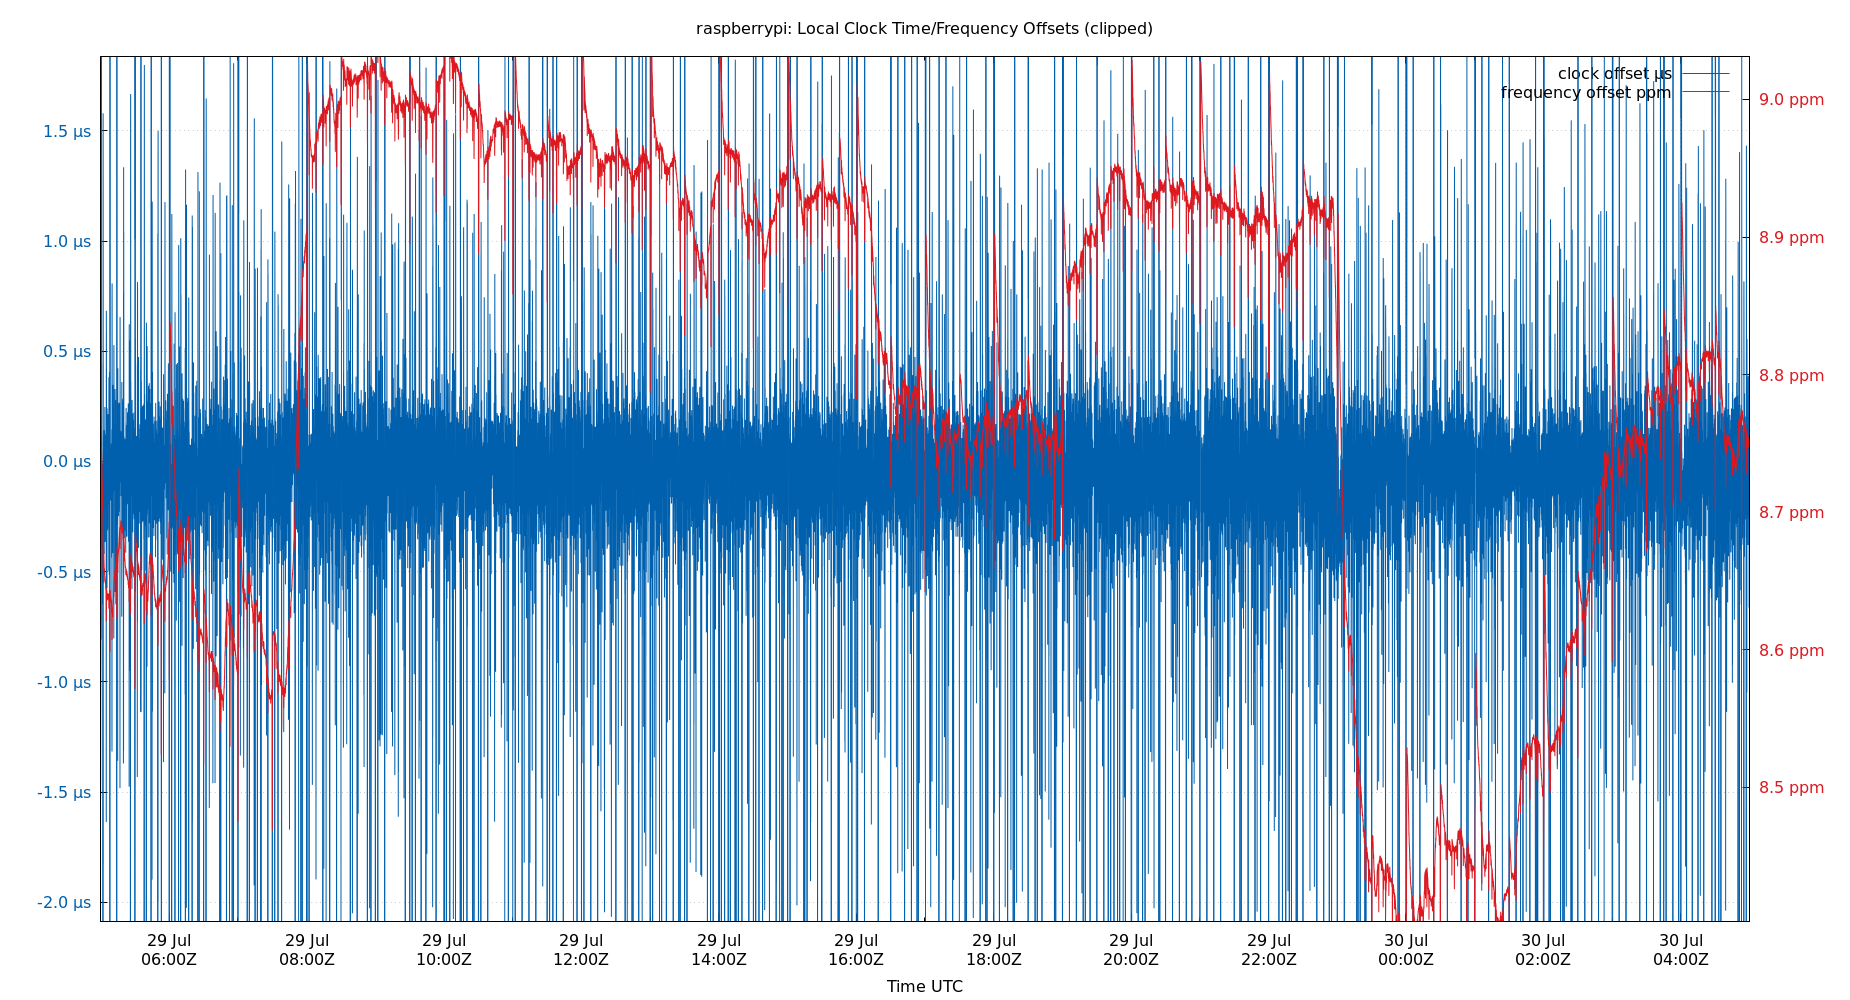 raspberrypi: Local Clock Time/Frequency Offsets (clipped)
clock offset µs
frequency offset ppm
1.5 µs
1.0 µs
0.5 µs
0.0 µs
-0.5 µs
-1.0 µs
-1.5 µs
-2.0 µs
9.0 ppm
8.9 ppm
8.8 ppm
8.7 ppm
8.6 ppm
8.5 ppm
29 Jul 29 Jul 29 Jul 29 Jul 29 Jul 29 Jul 29 Jul 29 Jul 29 Jul 30 Jul 30 Jul 30 Jul
06:00Z 08:00Z 10:00Z 12:00Z 14:00Z 16:00Z 18:00Z 20:00Z 22:00Z 00:00Z 02:00Z 04:00Z
Time UTC